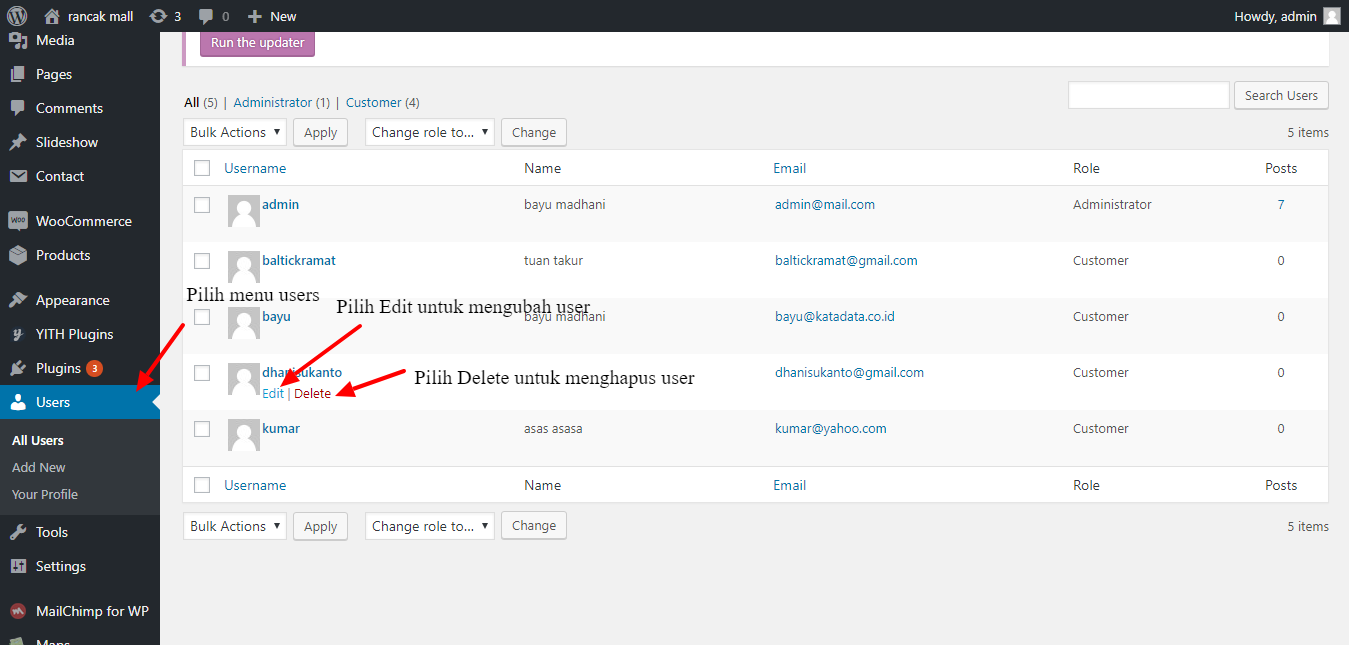 rancak mall 3 0 New Howdy, admin
Media
Pages
Comments
Slideshow
Contact
WOO WooCommerce
Products
Appearance
YITH Plugins
Plugins 3
Users
All Users
Add New
Your Profile
Tools
Settings
MailChimp for WP
Maps
Run the updater
All (5) | Administrator (1) | Customer (4)
Search Users
Bulk Actions Apply Change role to... Change 5 items
Username Name Email Role Posts
admin bayu madhani admin@mail.com Administrator 7
baltickramat tuan takur baltickramat@gmail.com Customer 0
Pilih menu users
Pilih Edit untuk mengubah user
bayu bayu madhani bayu@katadata.co.id Customer 0
dhanisukanto dhanisukanto@gmail.com Customer 0
Edit | Delete
Pilih Delete untuk menghapus user
kumar asas asasa kumar@yahoo.com Customer 0
Username Name Email Role Posts
Bulk Actions Apply Change role to... Change 5 items